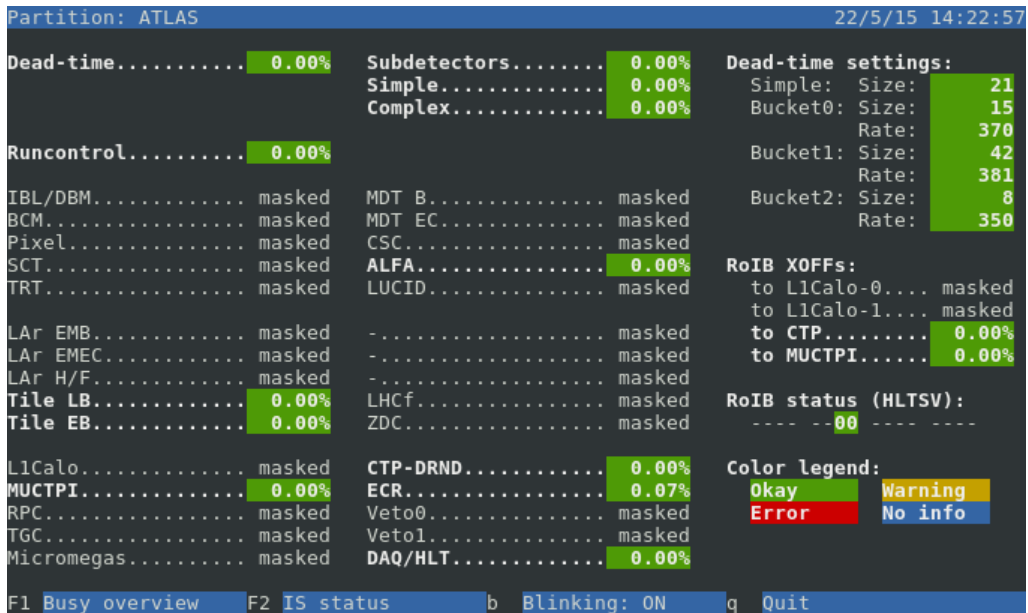 Partition: ATLAS 22/5/15 14:22:57
Dead-time........... 0.00% Subdetectors........ 0.00% Dead-time settings:
Simple.............. 0.00% Simple: Size: 21
Complex............. 0.00% Bucket0: Size: 15
Rate: 370
Runcontrol.......... 0.00% Bucket1: Size: 42
Rate: 381
IBL/DBM............. masked MDT B............... masked Bucket2: Size: 8
BCM................. masked MDT EC.............. masked Rate: 350
Pixel............... masked CSC................. masked
SCT................. masked ALFA................ 0.00% RoIB XOFFs:
TRT................. masked LUCID............... masked to L1Calo-0.... masked
to L1Calo-1.... masked
LAr EMB............. masked -................... masked to CTP......... 0.00%
LAr EMEC............ masked -................... masked to MUCTPI...... 0.00%
LAr H/F............. masked -................... masked
Tile LB............. 0.00% LHCf................ masked RoIB status (HLTSV):
Tile EB............. 0.00% ZDC................. masked ---- --00 ---- ----
L1Calo.............. masked CTP-DRND............ 0.00% Color legend:
MUCTPI.............. 0.00% ECR................. 0.07% Okay Warning
RPC................. masked Veto0............... masked Error No info
TGC................. masked Veto1............... masked
Micromegas.......... masked DAQ/HLT............. 0.00%
F1 Busy overview F2 IS status b Blinking: ON q Quit